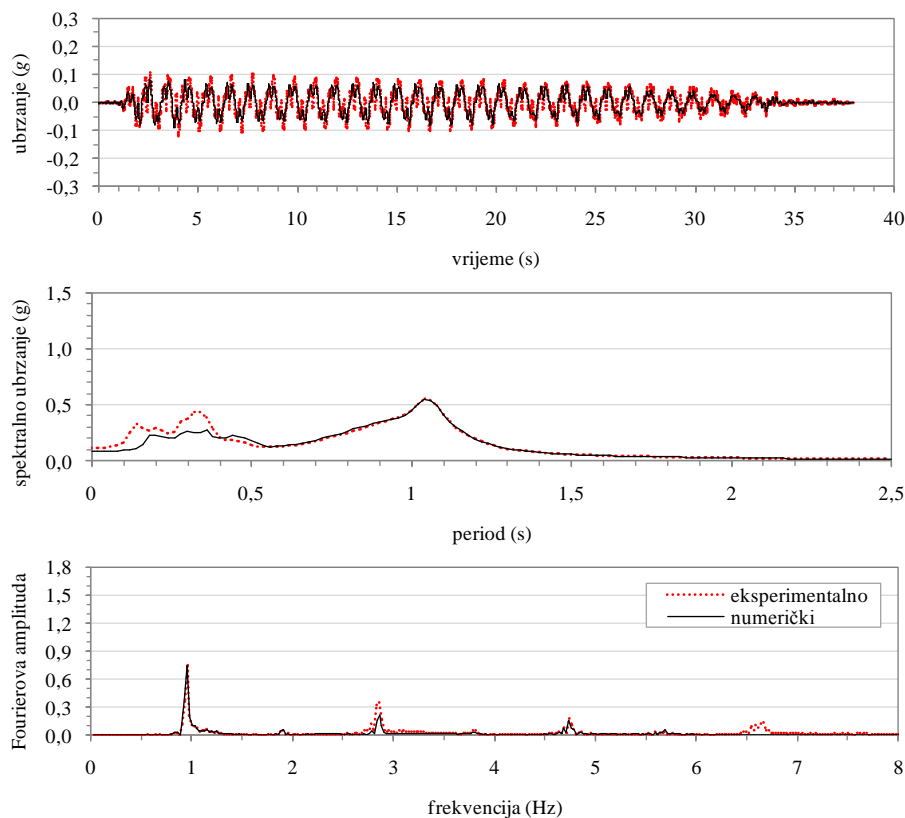 ubrzanje (g)
0,3
0,2
0,1
0,0
-0,1
-0,2
-0,3
0 5 10 15 20 25 30 35 40
vrijeme (s)
spektralno ubrzanje (g)
1,5
1,0
0,5
0,0
0 0,5 1 1,5 2 2,5
period (s)
Fourierova amplituda
1,8
1,5
1,2
0,9
0,6
0,3
0,0
eksperimentalno
numerički
0 1 2 3 4 5 6 7 8
frekvencija (Hz)